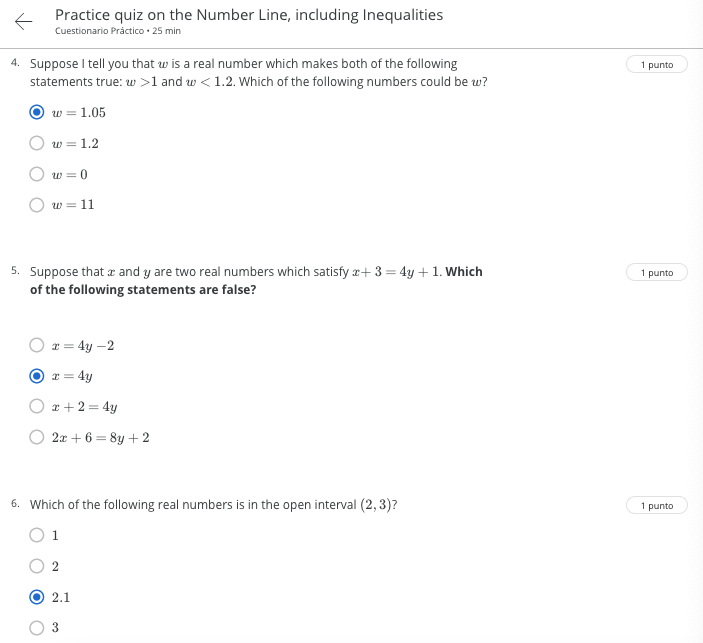 Practice quiz on the Number Line, including Inequalities
Cuestionario Práctico • 25 min
4. Suppose I tell you that w is a real number which makes both of the following
1 punto
statements true: w >1 and w < 1.2. Which of the following numbers could be w?
w = 1.05
w = 1.2
w = 0
w = 11
5. Suppose that x and y are two real numbers which satisfy x+ 3 = 4y + 1. Which
1 punto
of the following statements are false?
x = 4y −2
x = 4y
x + 2 = 4y
2x + 6 = 8y + 2
6. Which of the following real numbers is in the open interval (2, 3)?
1 punto
1
2
2.1
3